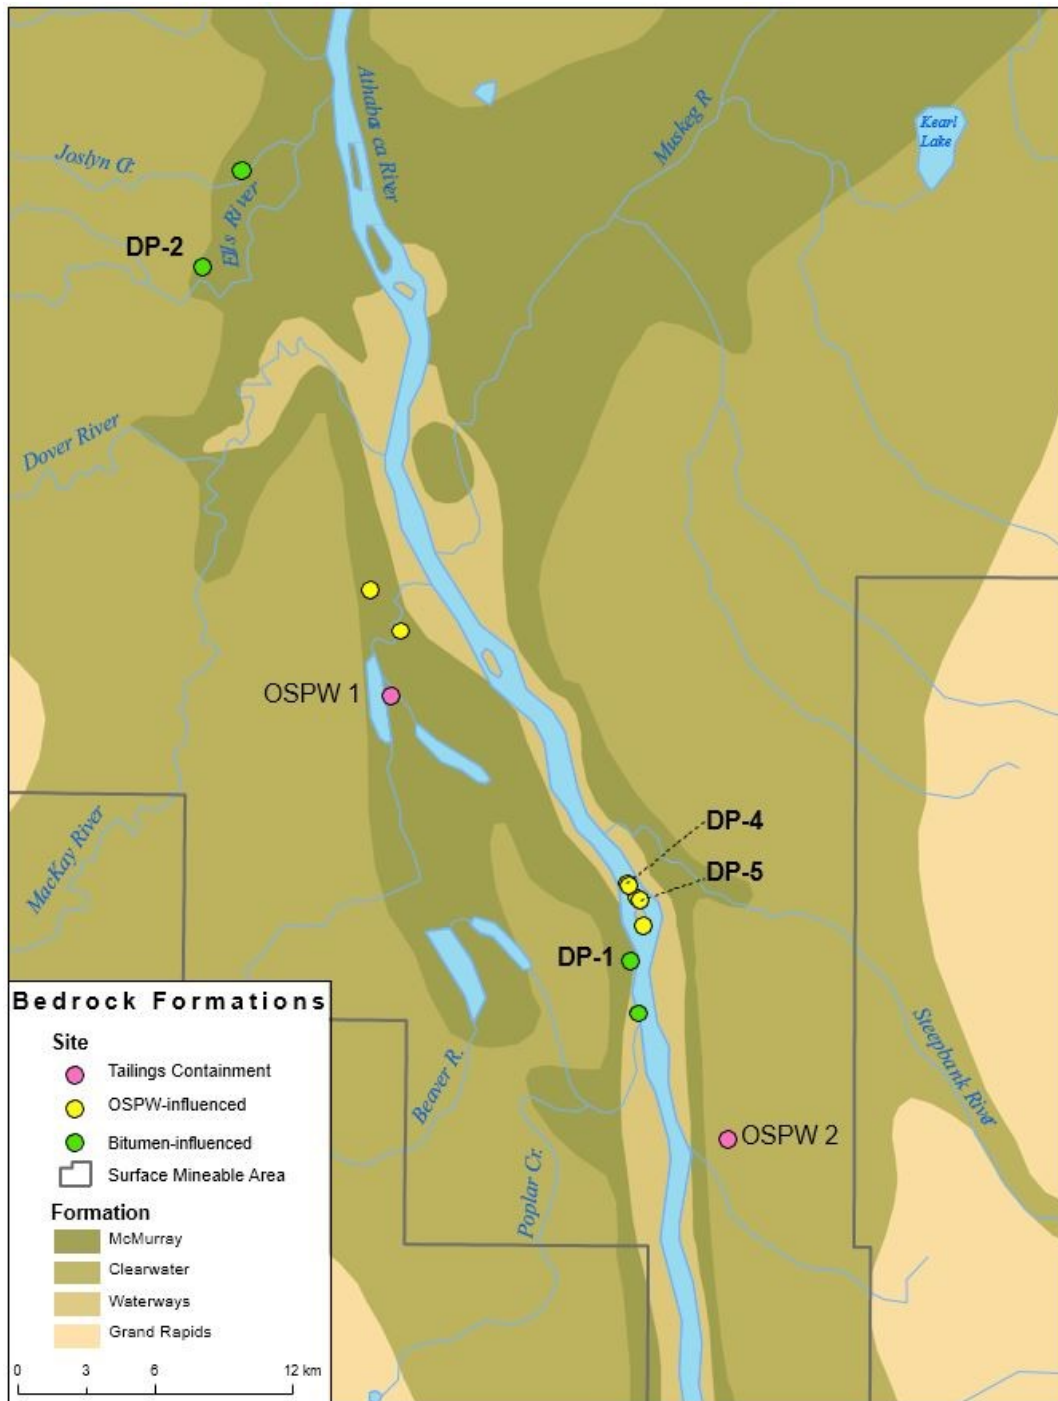 Athabas ca River
Muskeg R
Kearl
Lake
Joslyn Cr.
Ells River
DP-2
Dover River
OSPW 1
DP-4
DP-5
MacKay River
DP-1
Beaver R.
Steepbank River
OSPW 2
Poplar Cr.
Bedrock Formations
Site
Tailings Containment
OSPW-influenced
Bitumen-influenced
Surface Mineable Area
Formation
McMurray
Clearwater
Waterways
Grand Rapids
0 3 6 12 km